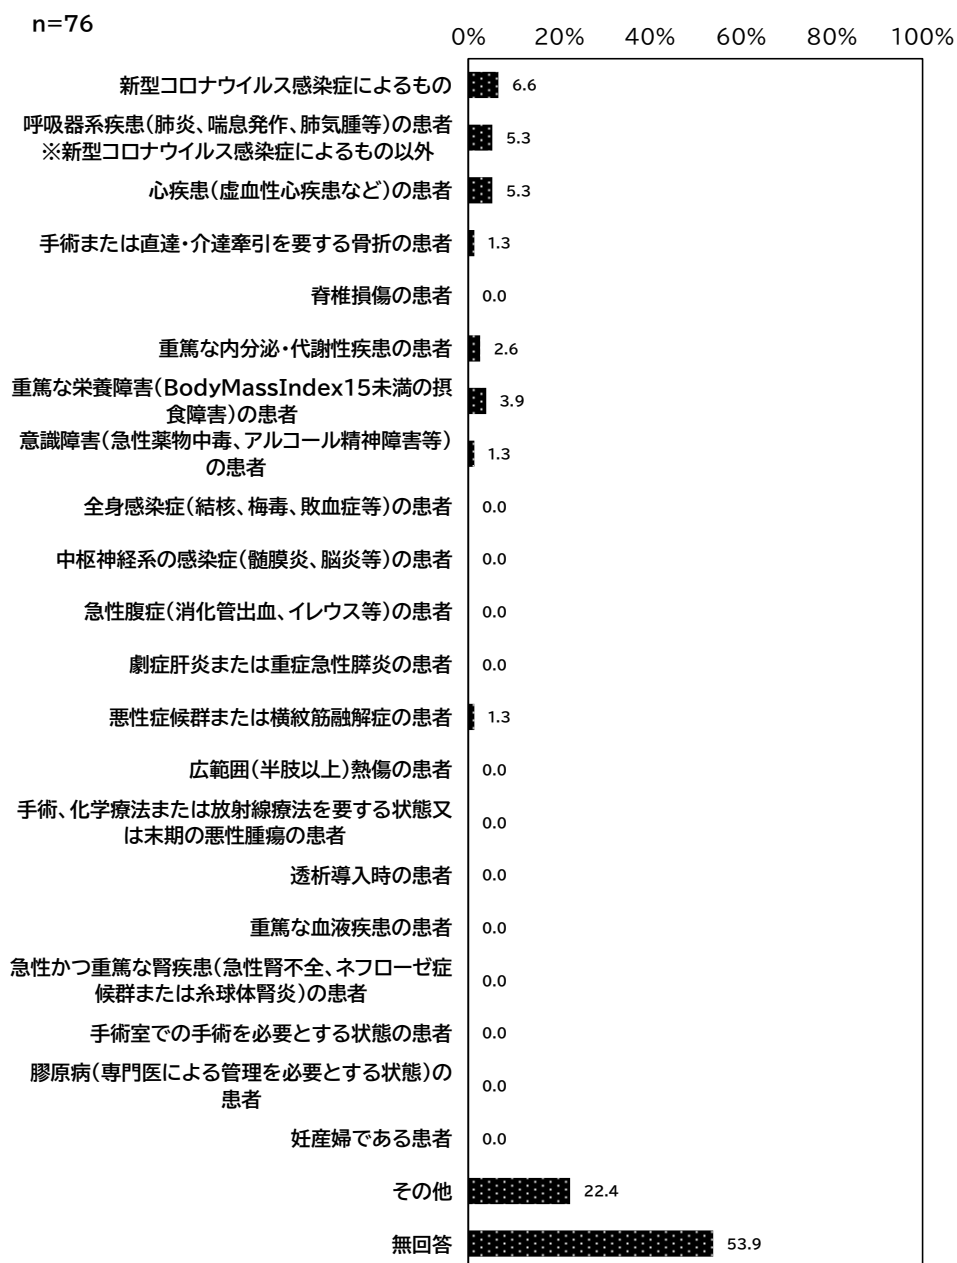 n=76
0% 20% 40% 60% 80% 100%
新型コロナウイルス感染症によるもの 6.6
呼吸器系疾患(肺炎、喘息発作、肺気腫等)の患者
※新型コロナウイルス感染症によるもの以外 5.3
心疾患(虚血性心疾患など)の患者 5.3
手術または直達・介達牽引を要する骨折の患者 1.3
脊椎損傷の患者 0.0
重篤な内分泌・代謝性疾患の患者 2.6
重篤な栄養障害(BodyMassIndex15未満の摂
食障害)の患者 3.9
意識障害(急性薬物中毒、アルコール精神障害等)
の患者 1.3
全身感染症(結核、梅毒、敗血症等)の患者 0.0
中枢神経系の感染症(髄膜炎、脳炎等)の患者 0.0
急性腹症(消化管出血、イレウス等)の患者 0.0
劇症肝炎または重症急性膵炎の患者 0.0
悪性症候群または横紋筋融解症の患者 1.3
広範囲(半肢以上)熱傷の患者 0.0
手術、化学療法または放射線療法を要する状態又
は末期の悪性腫瘍の患者 0.0
透析導入時の患者 0.0
重篤な血液疾患の患者 0.0
急性かつ重篤な腎疾患(急性腎不全、ネフローゼ症
候群または糸球体腎炎)の患者 0.0
手術室での手術を必要とする状態の患者 0.0
膠原病(専門医による管理を必要とする状態)の
患者 0.0
妊産婦である患者 0.0
その他 22.4
無回答 53.9